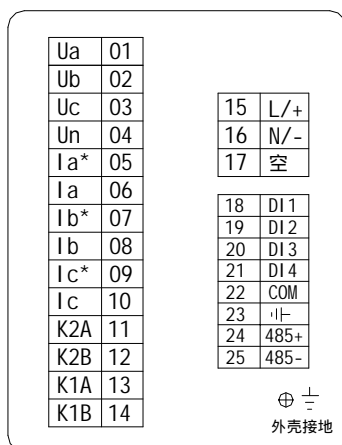 Ua 01
Ub 02
Uc 03
Un 04
Ia* 05
Ia 06
Ib* 07
Ib 08
Ic* 09
Ic 10
K2A 11
K2B 12
K1A 13
K1B 14
15 L/+
16 N/-
17 空
18 DI1
19 DI2
20 DI3
21 DI4
22 COM
23
24 485+
25 485-
外壳接地